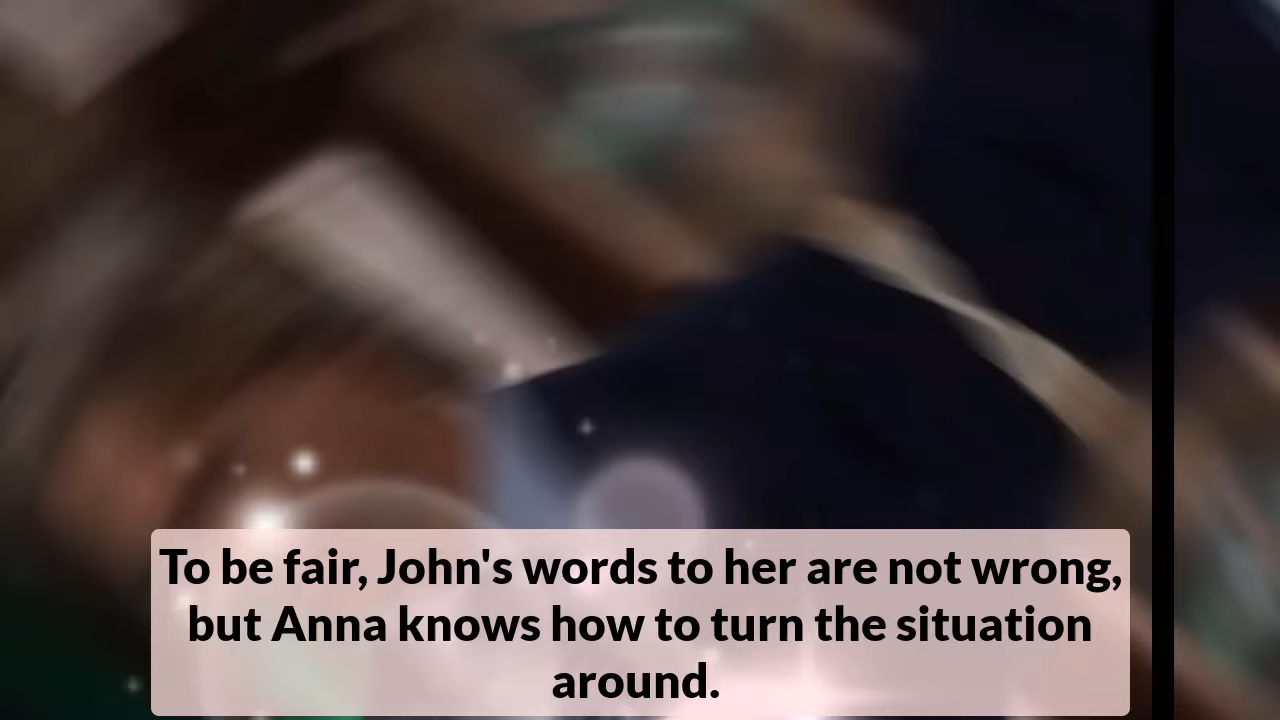 To be fair, John's words to her are not wrong,
but Anna knows how to turn the situation
around.